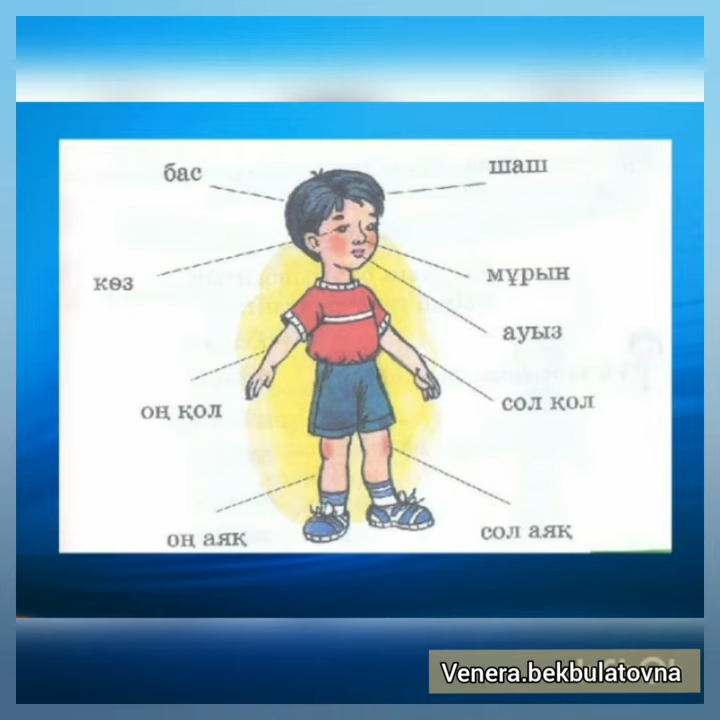 бас
шаш
көз
мұрын
ауыз
оң қол
сол қол
оң аяқ
сол аяқ
Venera.bekbulatovna